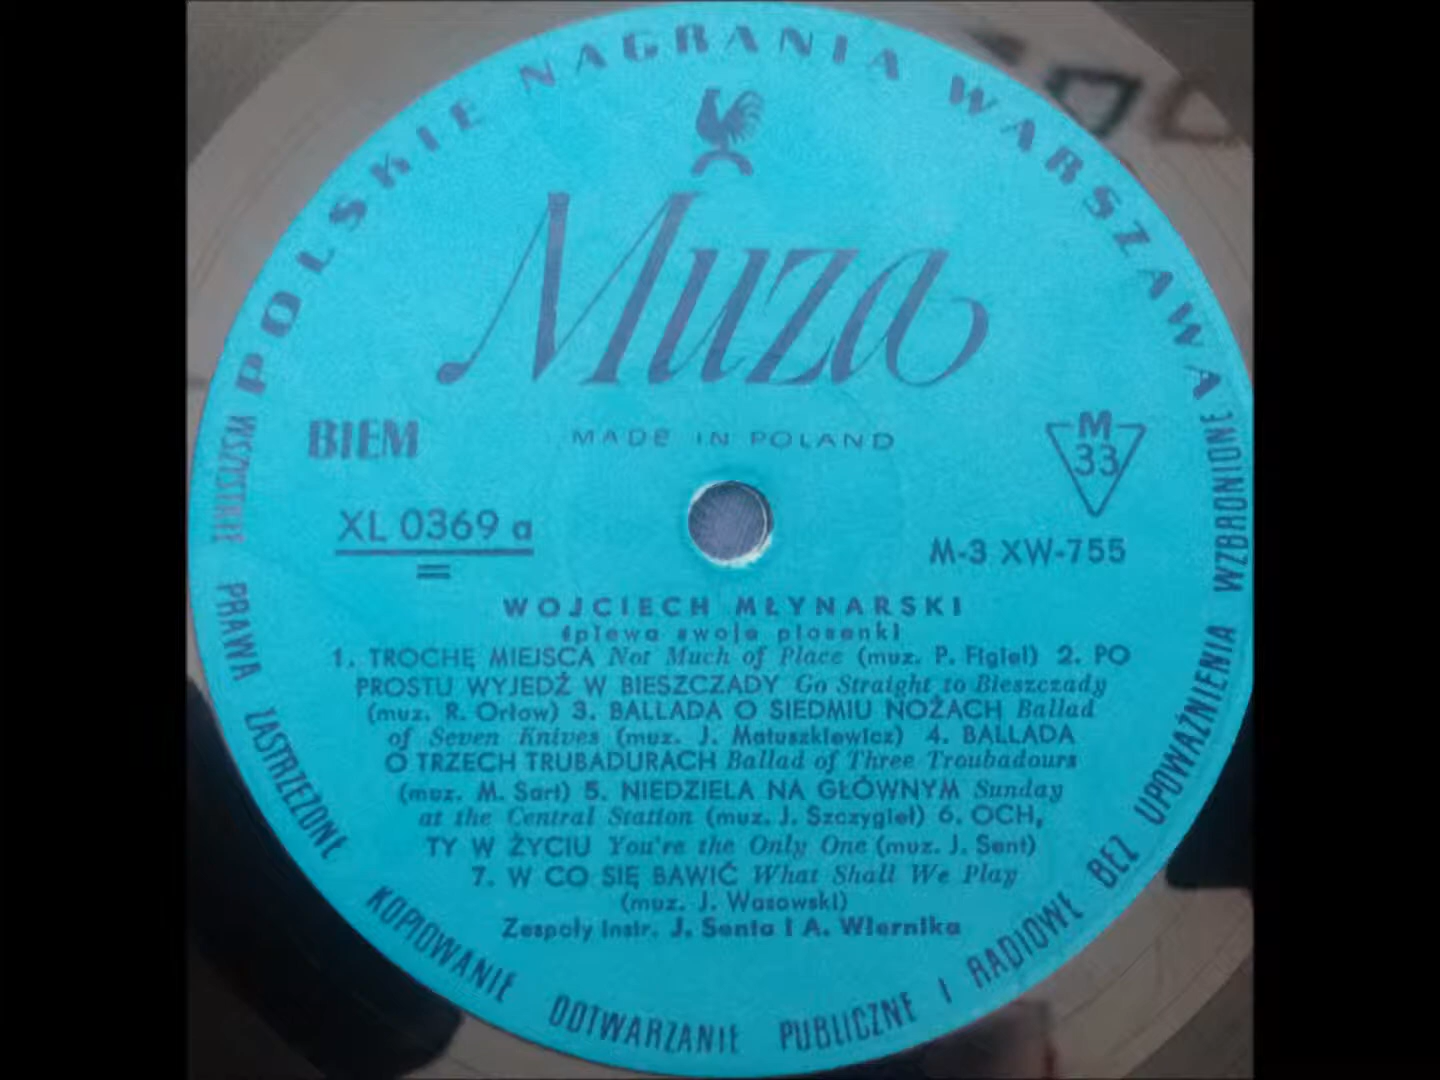 POLSKIE NAGRANIA WARSZAWA
Muza
BIEM
MADE IN POLAND
M
33
XL 0369 a
M-3 XW-755
WOJCIECH MŁYNARSKI
śpiewa swoje piosenki
1. TROCHĘ MIEJSCA Not Much of Place (muz. P. Figiel) 2. PO
PROSTU WYJEDŹ W BIESZCZADY Go Straight to Bieszczady
(muz. R. Orłow) 3. BALLADA O SIEDMIU NOŻACH Ballad
of Seven Knives (muz. J. Matuszkiewicz) 4. BALLADA
O TRZECH TRUBADURACH Ballad of Three Troubadours
(muz. M. Sart) 5. NIEDZIELA NA GŁÓWNYM Sunday
at the Central Station (muz. J. Szczygieł) 6. OCH,
TY W ŻYCIU You're the Only One (muz. J. Sent)
7. W CO SIĘ BAWIĆ What Shall We Play
(muz. J. Wasowski)
Zespoły instr. J. Senta i A. Wiernika
WSZYSTKIE PRAWA ZASTRZEŻONE KOPIOWANIE ODTWARZANIE PUBLICZNE I RADIOWE BEZ UPOWAŻNIENIA WZBRONIONE